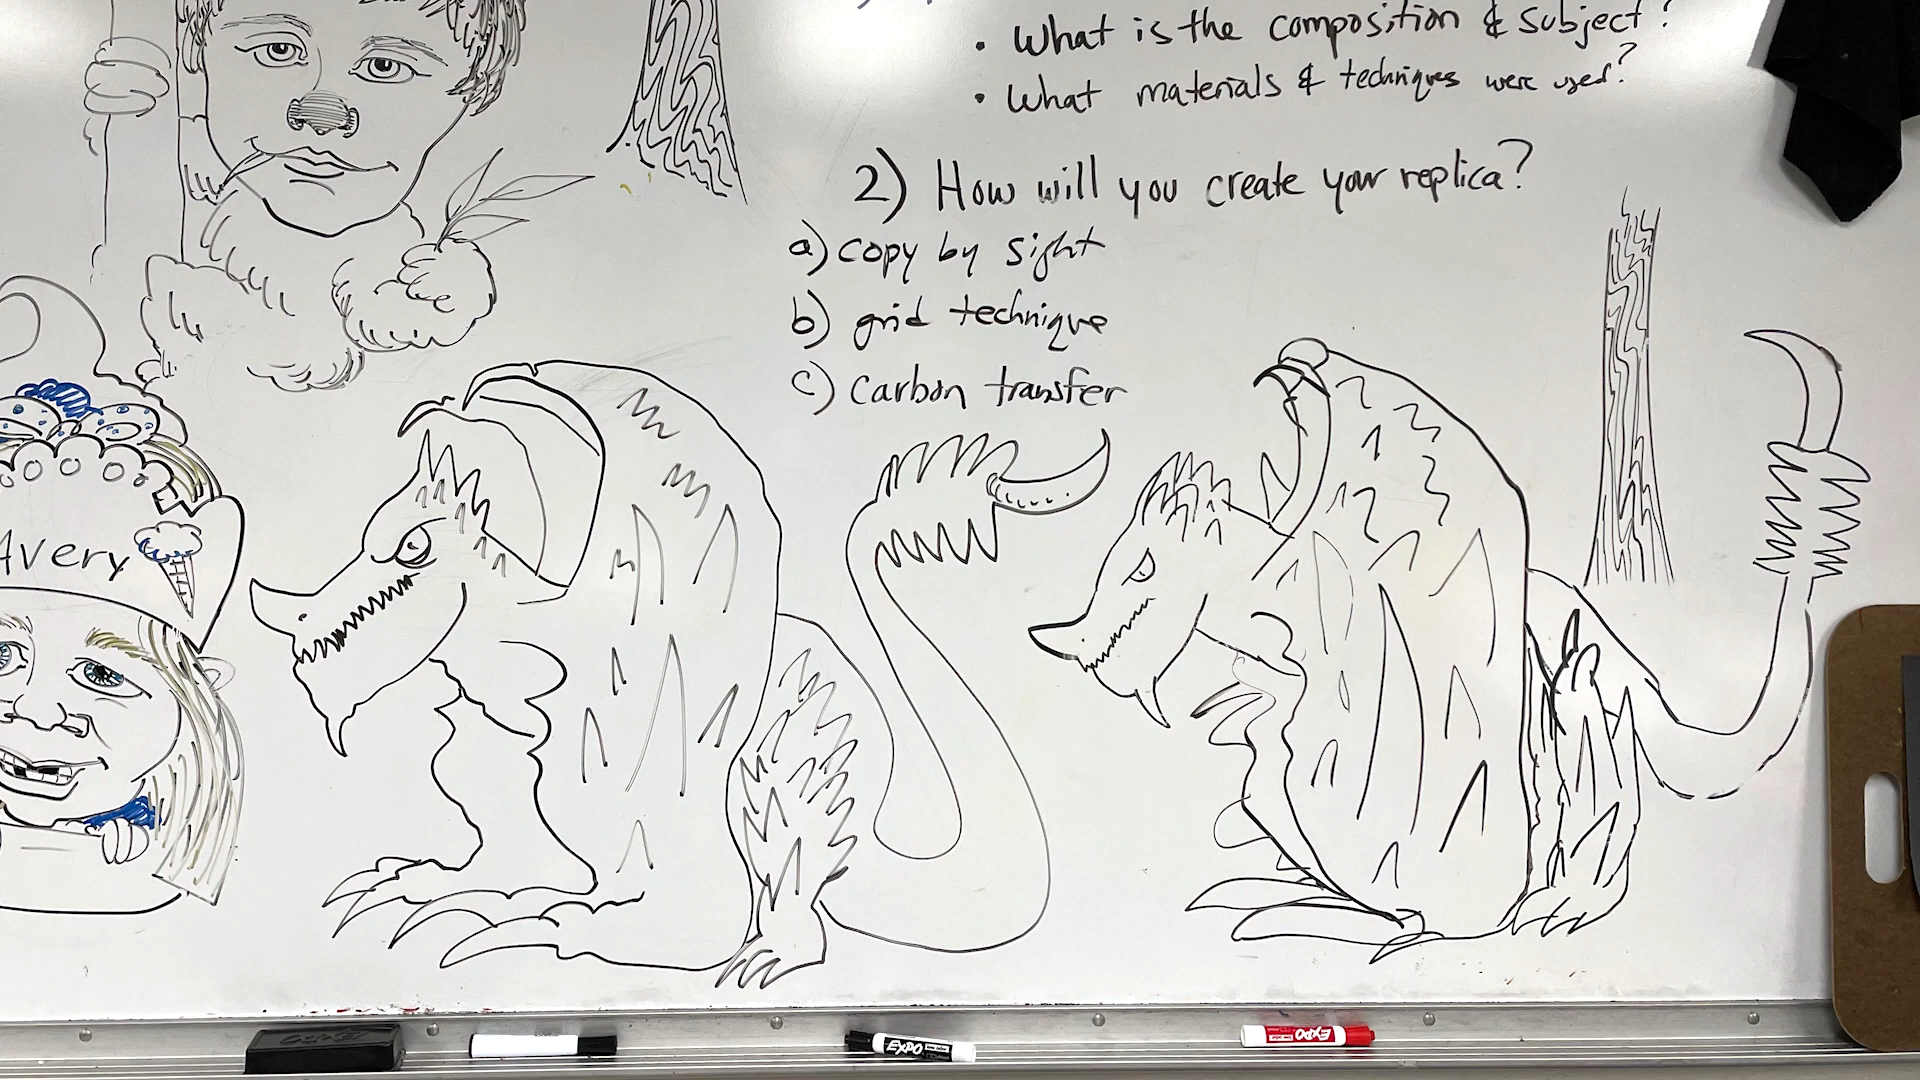 • What is the composition & subject?
• What materials & techniques were used?
2) How will you create your replica?
a) copy by sight
b) grid technique
c) carbon transfer
Avery
EXPO
EXPO
EXPO